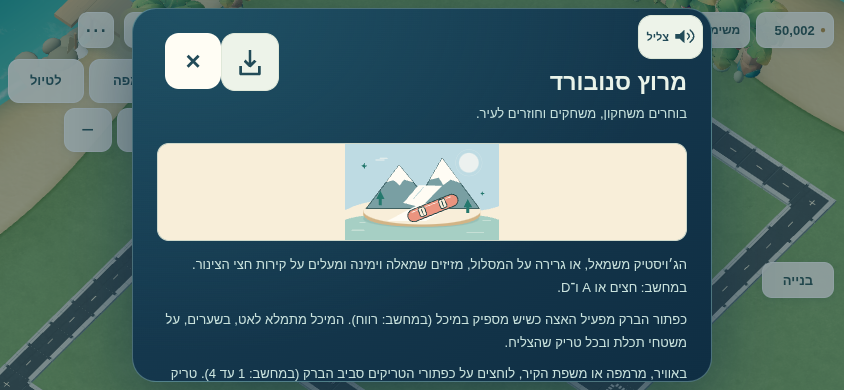 צליל
50,002
משימ
לטיול
מפה
בנייה
מרוץ סנובורד
בוחרים משחקון, משחקים וחוזרים לעיר.
הג׳ויסטיק משמאל, או גרירה על המסלול, מזיזים שמאלה וימינה ומעלים על קירות חצי הצינור.
במחשב: חצים או A ו־D.
כפתור הברק מפעיל האצה כשיש מספיק במיכל (במחשב: רווח). המיכל מתמלא לאט, בשערים, על
משטחי תכלת ובכל טריק שהצליח.
באוויר, מרמפה או משפת הקיר, לוחצים על כפתורי הטריקים סביב הברק (במחשב: 1 עד 4). טריק